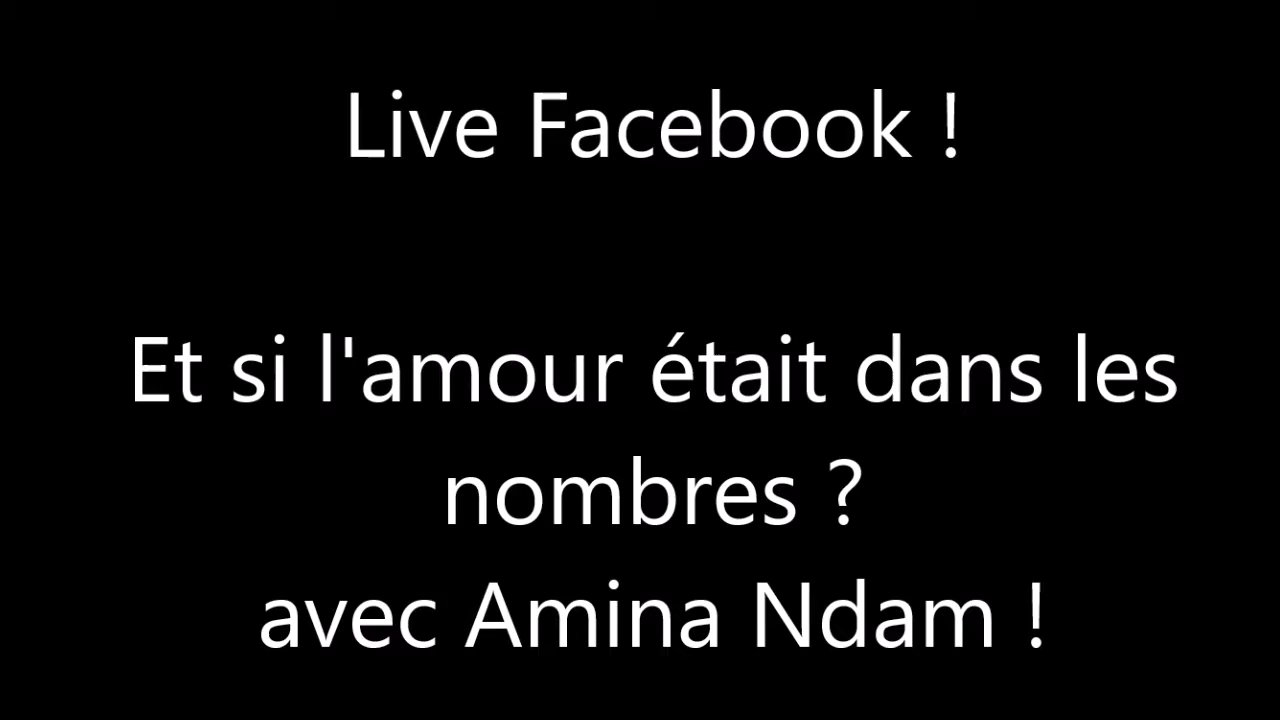 Live Facebook !
Et si l'amour était dans les
nombres ?
avec Amina Ndam !